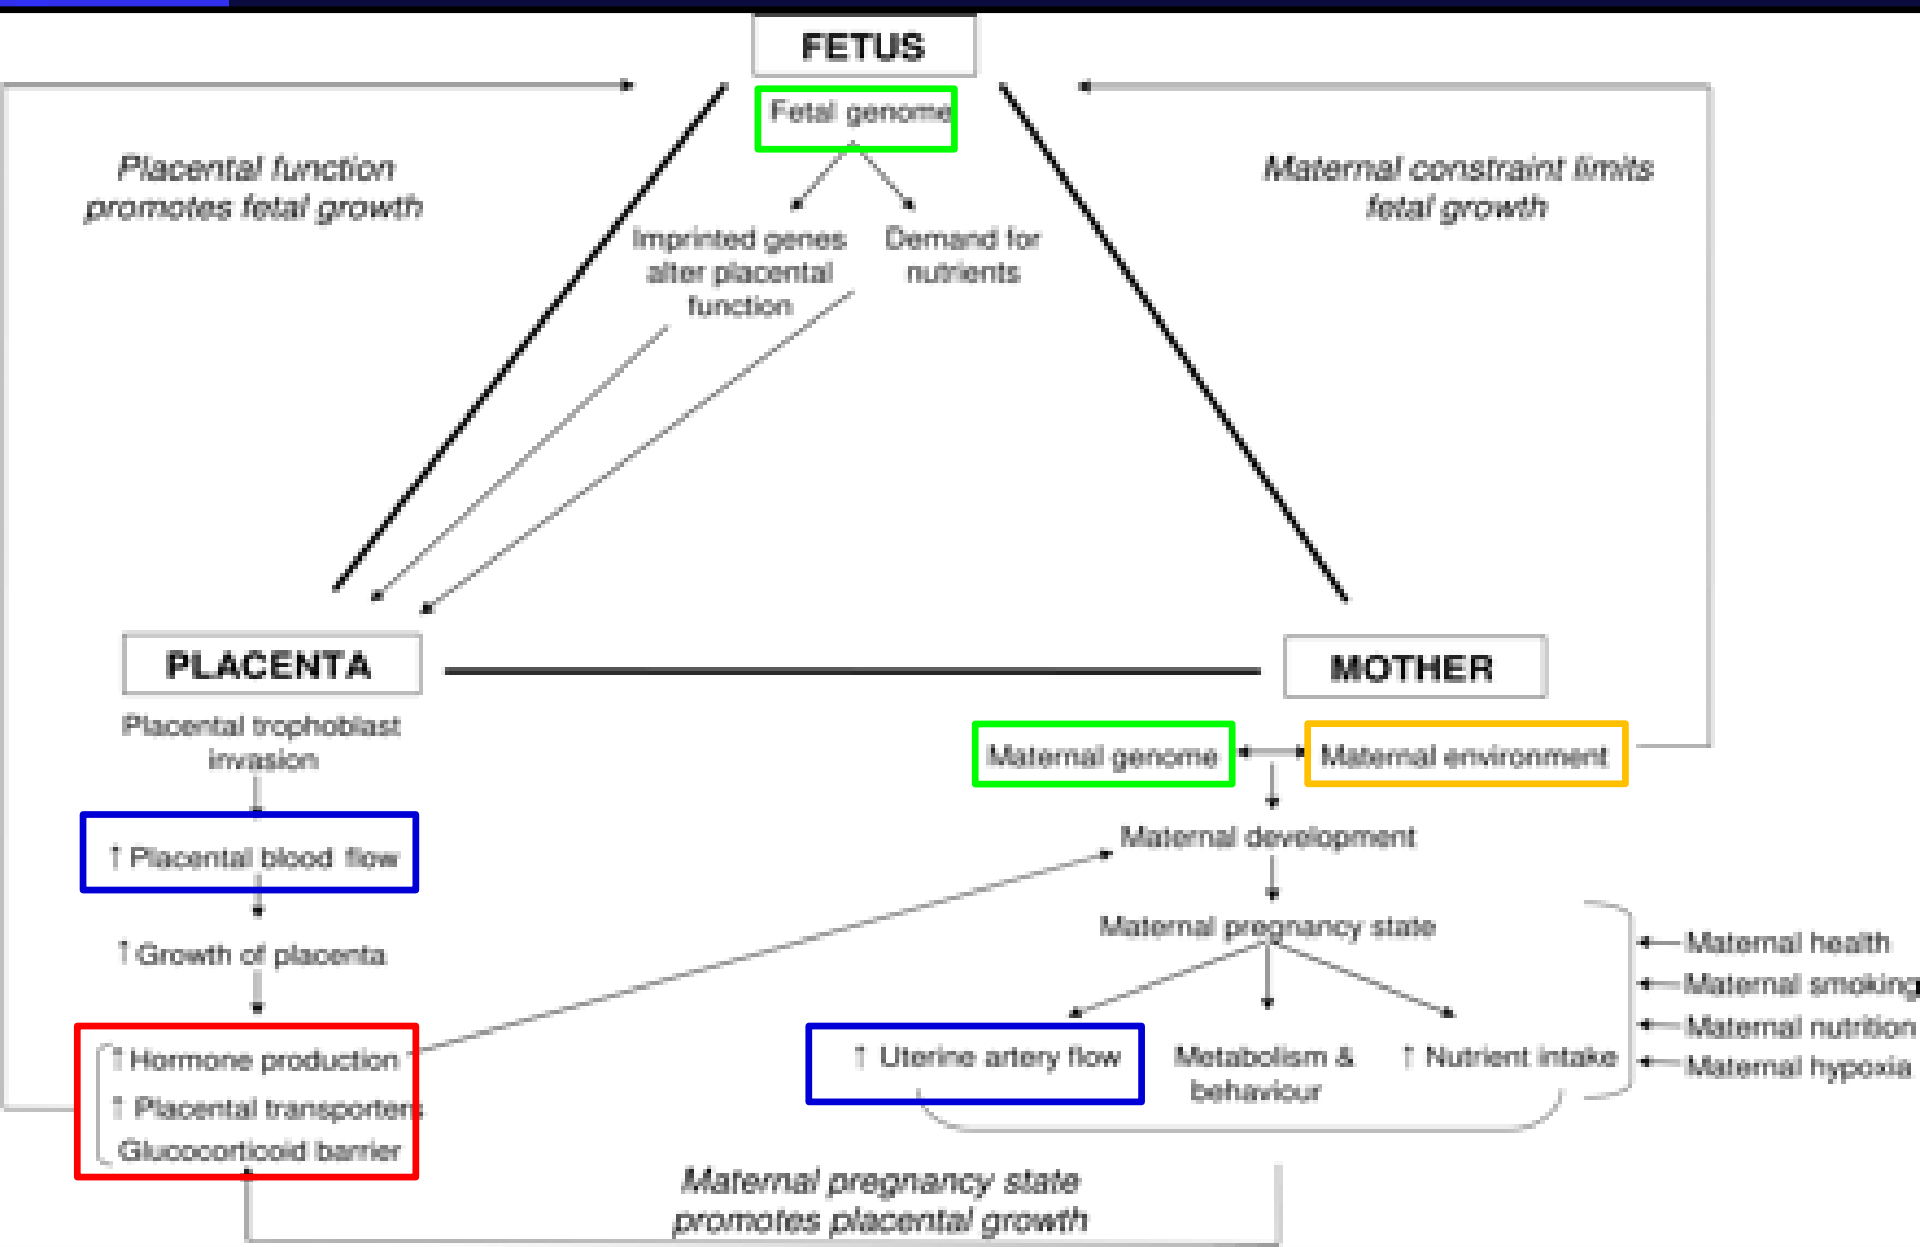 FETUS
Fetal genome
Placental function
promotes fetal growth
Maternal constraint limits
fetal growth
Imprinted genes
alter placental
function
Demand for
nutrients
PLACENTA
MOTHER
Placental trophoblast
invasion
↑ Placental blood flow
↑ Growth of placenta
↑ Hormone production
↑ Placental transporters
Glucocorticoid barrier
Maternal genome
Maternal environment
Maternal development
Maternal pregnancy state
↑ Uterine artery flow
Metabolism &
behaviour
↑ Nutrient intake
Maternal health
Maternal smoking
Maternal nutrition
Maternal hypoxia
Maternal pregnancy state
promotes placental growth